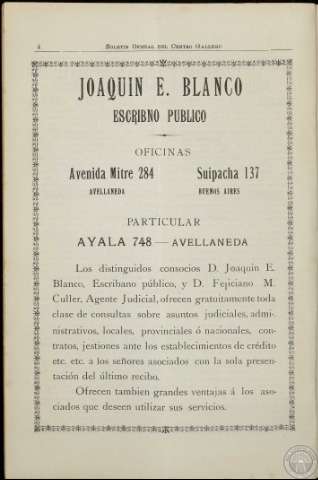 4 BOLETIN OFICIAL DEL CENTRO GALLEGO
JOAQUIN E. BLANCO
ESCRIBNO PUBLICO
OFICINAS
Avenida Mitre 284 Suipacha 137
AVELLANEDA BUENOS AIRES
PARTICULAR
AYALA 748 — AVELLANEDA
Los distinguidos consocios D. Joaquín E.
Blanco, Escribano público, y D. Feliciano M.
Culler, Agente Judicial, ofrecen gratuitamente toda
clase de consultas sobre asuntos judiciales, admi-
nistrativos, locales, provinciales ó nacionales, con-
tratos, jestiones ante los establecimientos de crédito
etc. etc. a los señores asociados con la sola presen-
tación del último recibo.
Ofrecen tambien grandes ventajas á los aso-
ciados que deseen utilizar sus servicios.